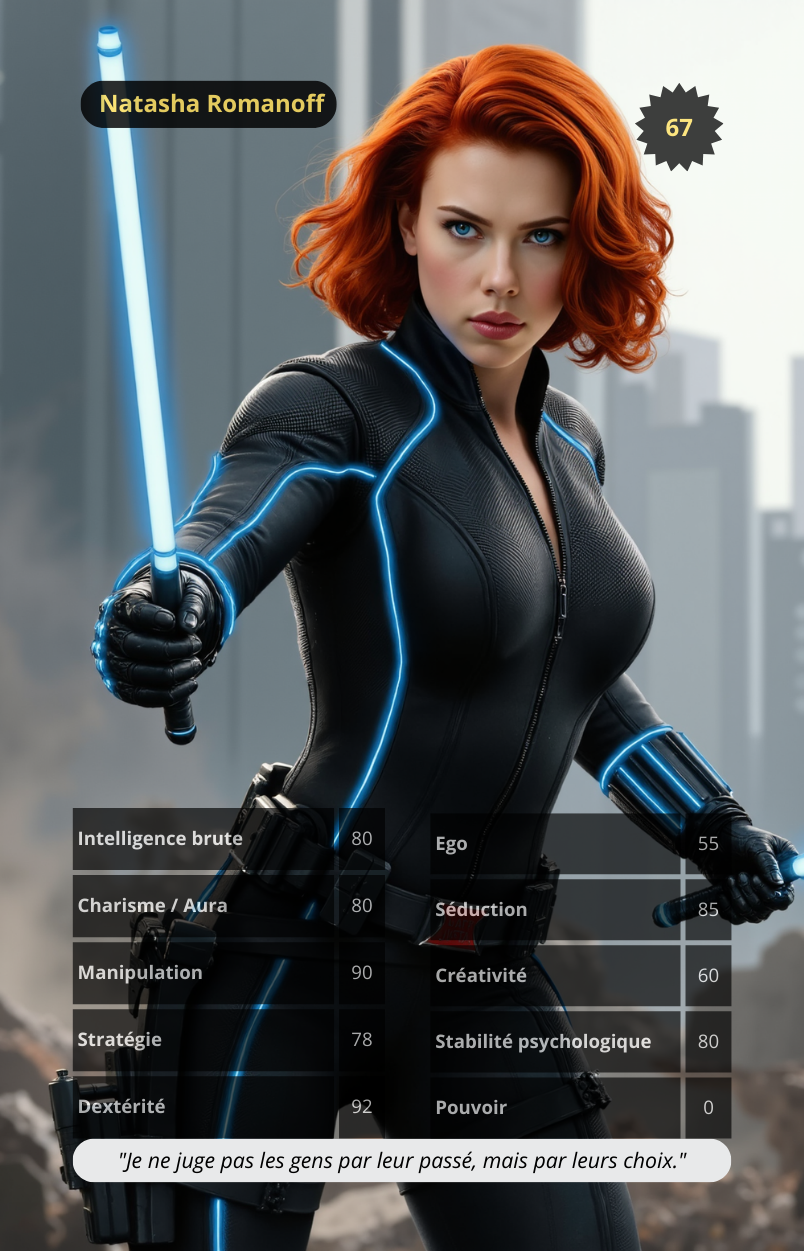 Natasha Romanoff
67
Intelligence brute 80
Charisme / Aura 80
Manipulation 90
Stratégie 78
Dextérité 92
Ego 55
Séduction 85
Créativité 60
Stabilité psychologique 80
Pouvoir 0
"Je ne juge pas les gens par leur passé, mais par leurs choix."